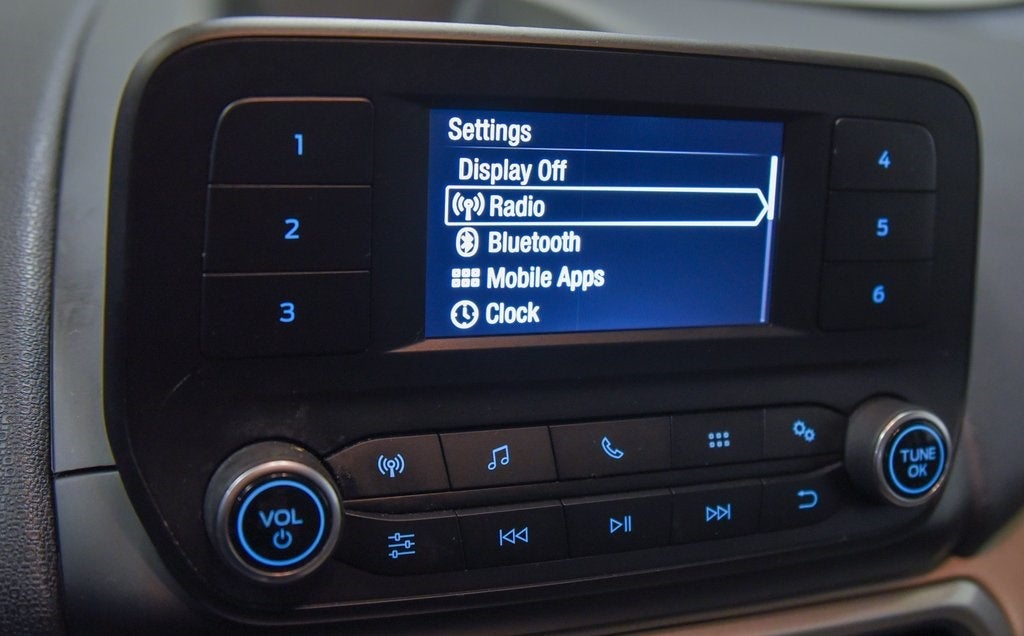 1
2
3
Settings
Display Off
Radio
Bluetooth
Mobile Apps
Clock
4
5
6
VOL
TUNE
OK